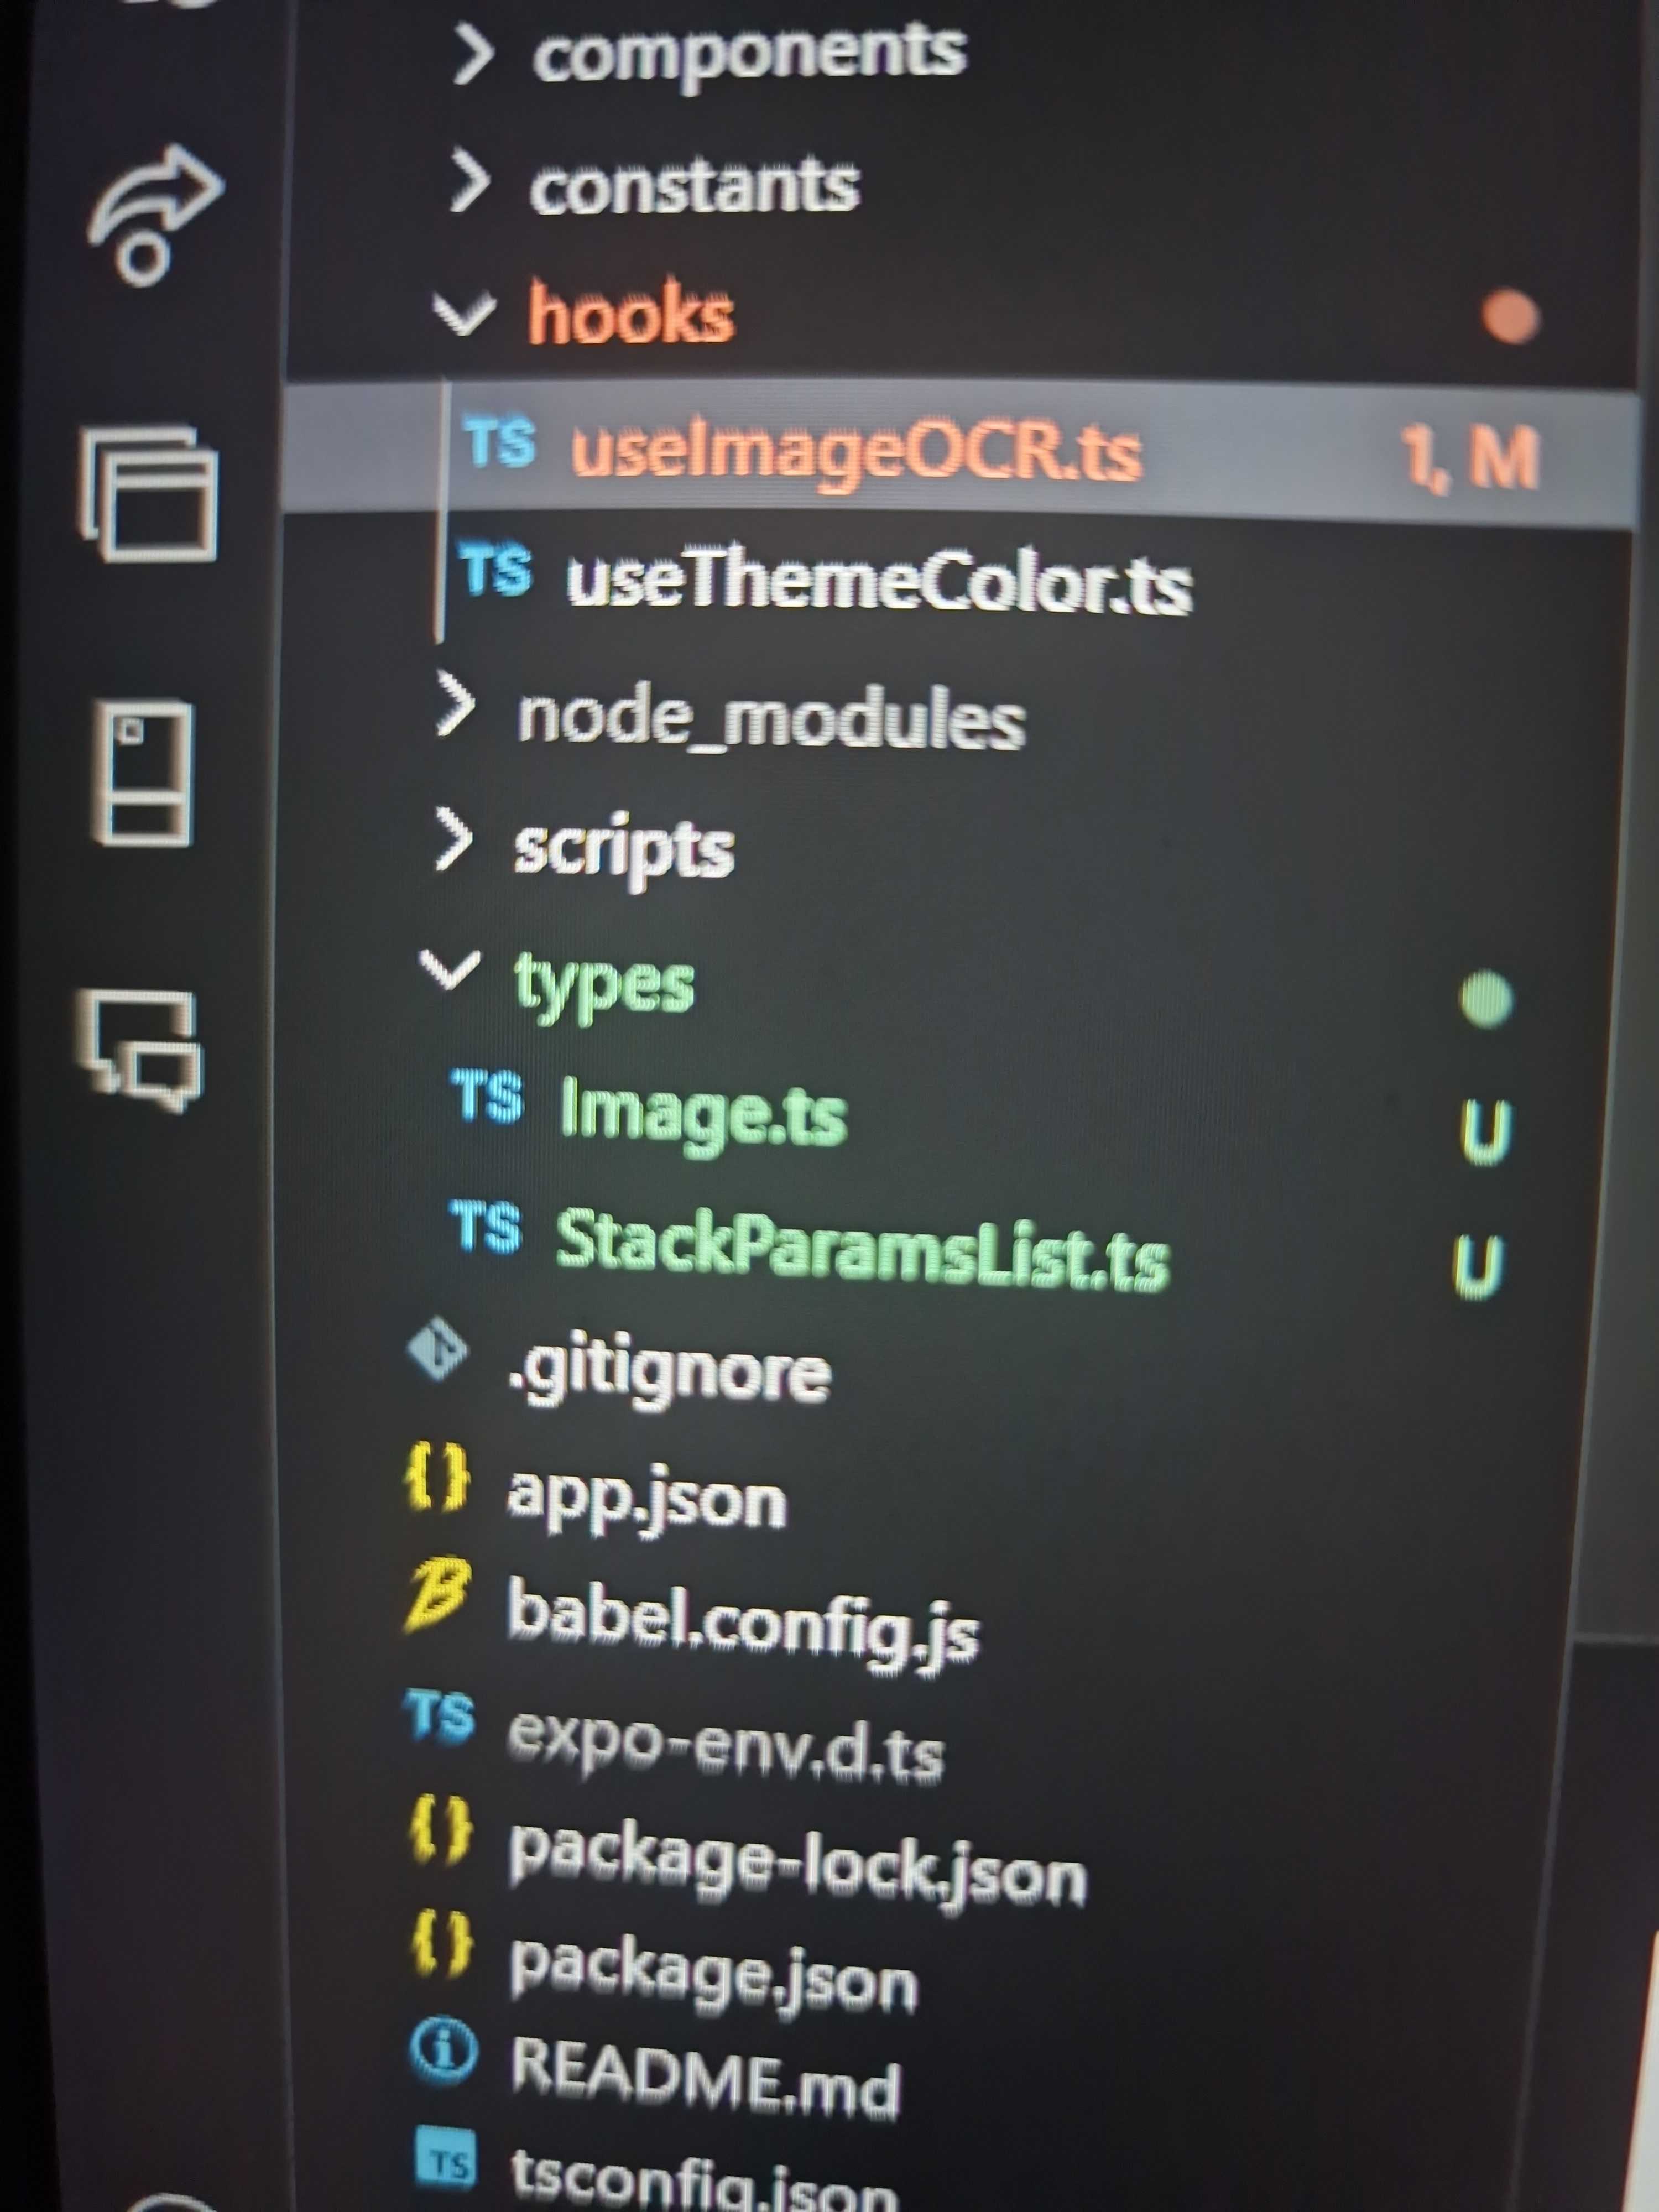 components
constants
hooks
TS useImageOCR.ts 1, M
TS useThemeColor.ts
node_modules
scripts
types
TS Image.ts U
TS StackParamsList.ts U
.gitignore
{} app.json
B babel.config.js
TS expo-env.d.ts
{} package-lock.json
{} package.json
README.md
TS tsconfig.json